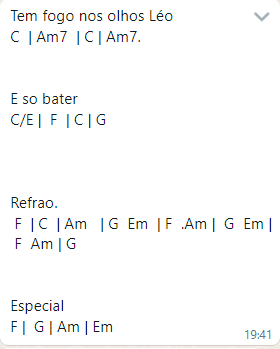 Tem fogo nos olhos Léo
C | Am7 | C | Am7.
E so bater
C/E | F | C | G
Refrao.
F | C | Am | G Em | F .Am | G Em |
F Am | G
Especial
F | G | Am | Em
19:41